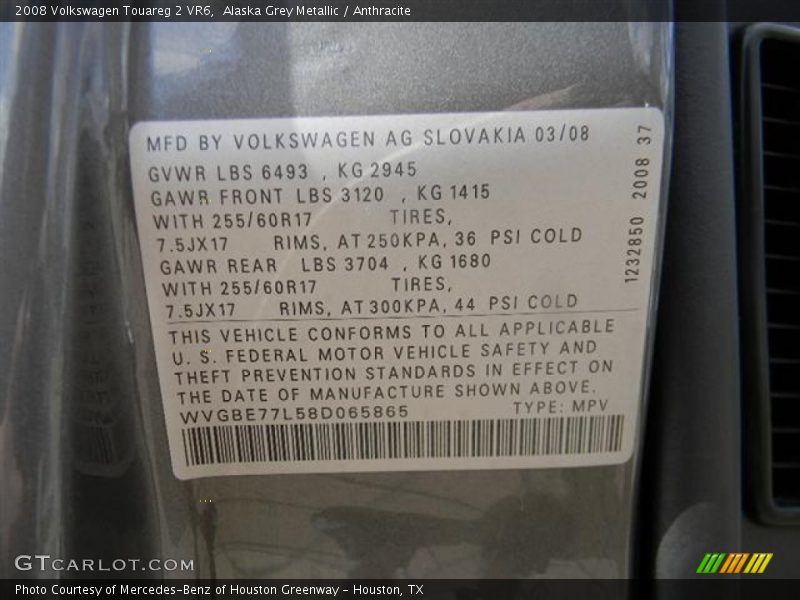 2008 Volkswagen Touareg 2 VR6,  Alaska Grey Metallic / Anthracite
MFD BY VOLKSWAGEN AG SLOVAKIA 03/08
GVWR LBS 6493 , KG 2945
GAWR FRONT LBS 3120 , KG 1415
WITH 255/60R17 TIRES,
7.5JX17 RIMS, AT 250KPA, 36 PSI COLD
GAWR REAR LBS 3704 , KG 1680
WITH 255/60R17 TIRES,
7.5JX17 RIMS, AT 300KPA, 44 PSI COLD
THIS VEHICLE CONFORMS TO ALL APPLICABLE
U. S. FEDERAL MOTOR VEHICLE SAFETY AND
THEFT PREVENTION STANDARDS IN EFFECT ON
THE DATE OF MANUFACTURE SHOWN ABOVE.
WVGBE77L58D065865 TYPE: MPV
1232850 2008 37
GTCARLOT.COM
Photo Courtesy of Mercedes-Benz of Houston Greenway - Houston, TX